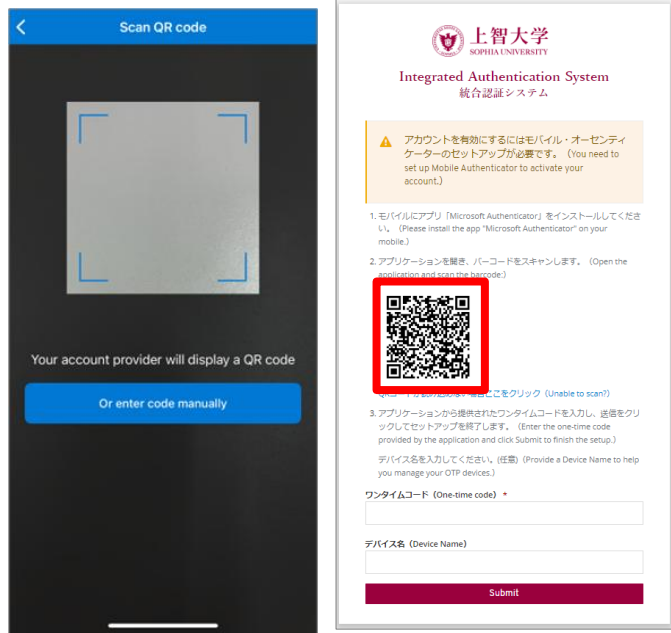 Scan QR code
Your account provider will display a QR code
Or enter code manually
上智大学
SOPHIA UNIVERSITY
Integrated Authentication System
統合認証システム
アカウントを有効にするにはモバイル・オーセンティ
ケーターのセットアップが必要です。 (You need to
set up Mobile Authenticator to activate your
account.)
1. モバイルにアプリ「Microsoft Authenticator」をインストールしてくださ
い。 (Please install the app "Microsoft Authenticator" on your
mobile.)
2. アプリケーションを開き、バーコードをスキャンします。 (Open the
application and scan the barcode:)
QRコードが読み込めない場合ここをクリック (Unable to scan?)
3. アプリケーションから提供されたワンタイムコードを入力し、送信をクリ
ックしてセットアップを終了します。 (Enter the one-time code
provided by the application and click Submit to finish the setup.)
デバイス名を入力してください。(任意) (Provide a Device Name to help
you manage your OTP devices.)
ワンタイムコード (One-time code) *
デバイス名 (Device Name)
Submit